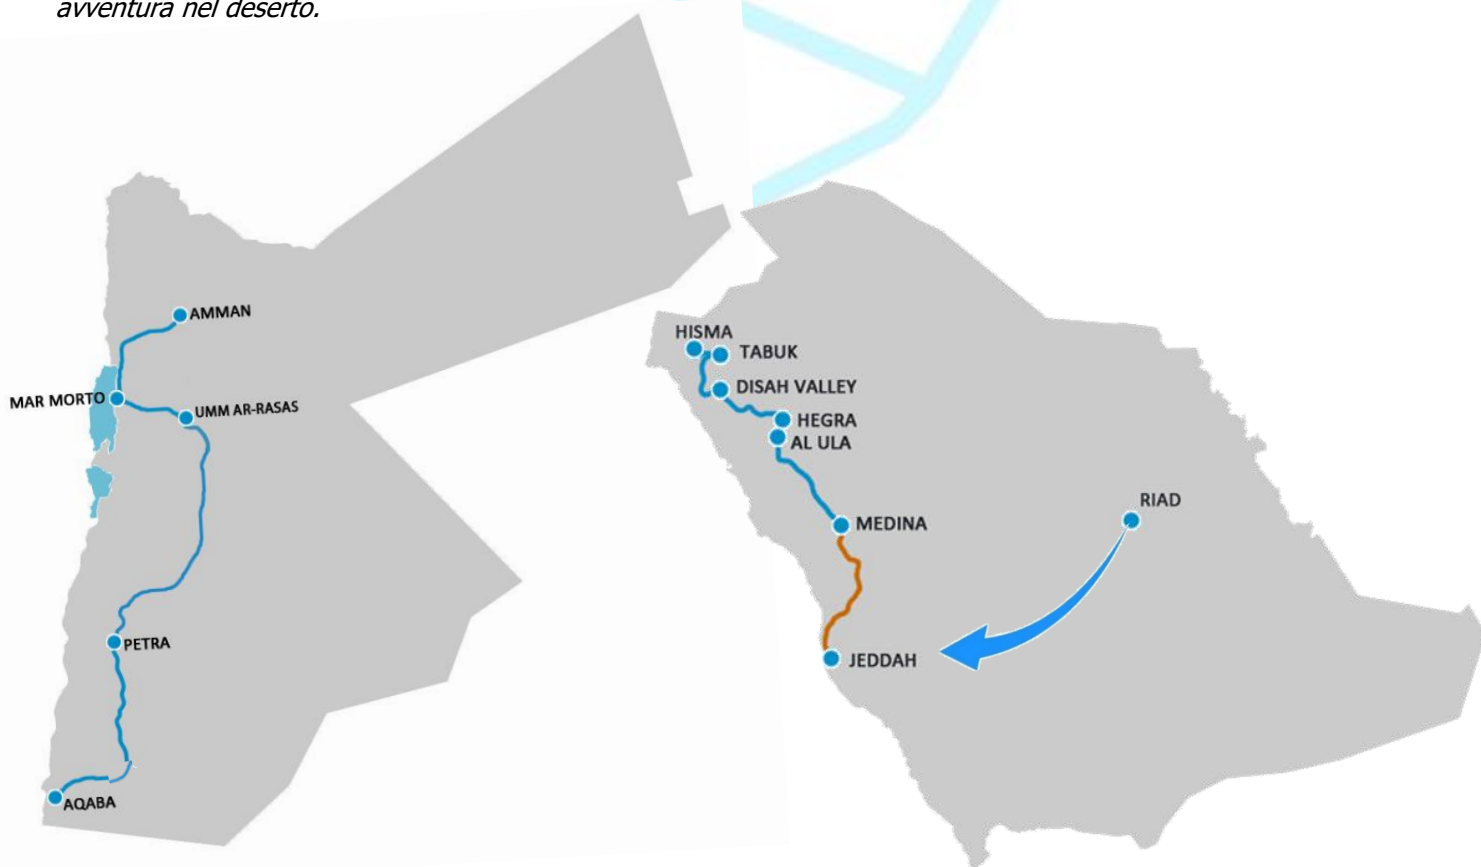 avventura nel deserto.
AMMAN
MAR MORTO
UMM AR-RASAS
PETRA
AQABA
HISMA
TABUK
DISAH VALLEY
HEGRA
AL ULA
MEDINA
RIAD
JEDDAH